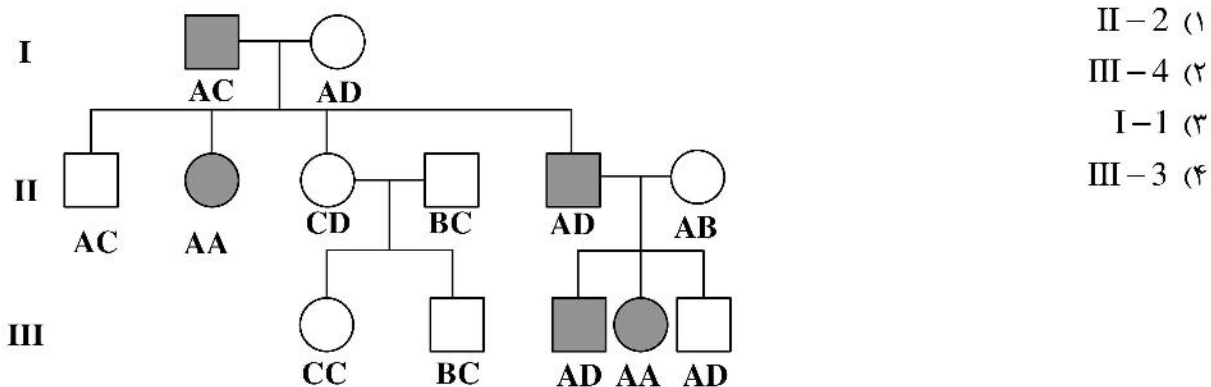 I
AC AD
II
AC AA CD BC AD AB
III
CC BC AD AA AD
۱) II – 2
۲) III – 4
۳) I – 1
۴) III – 3